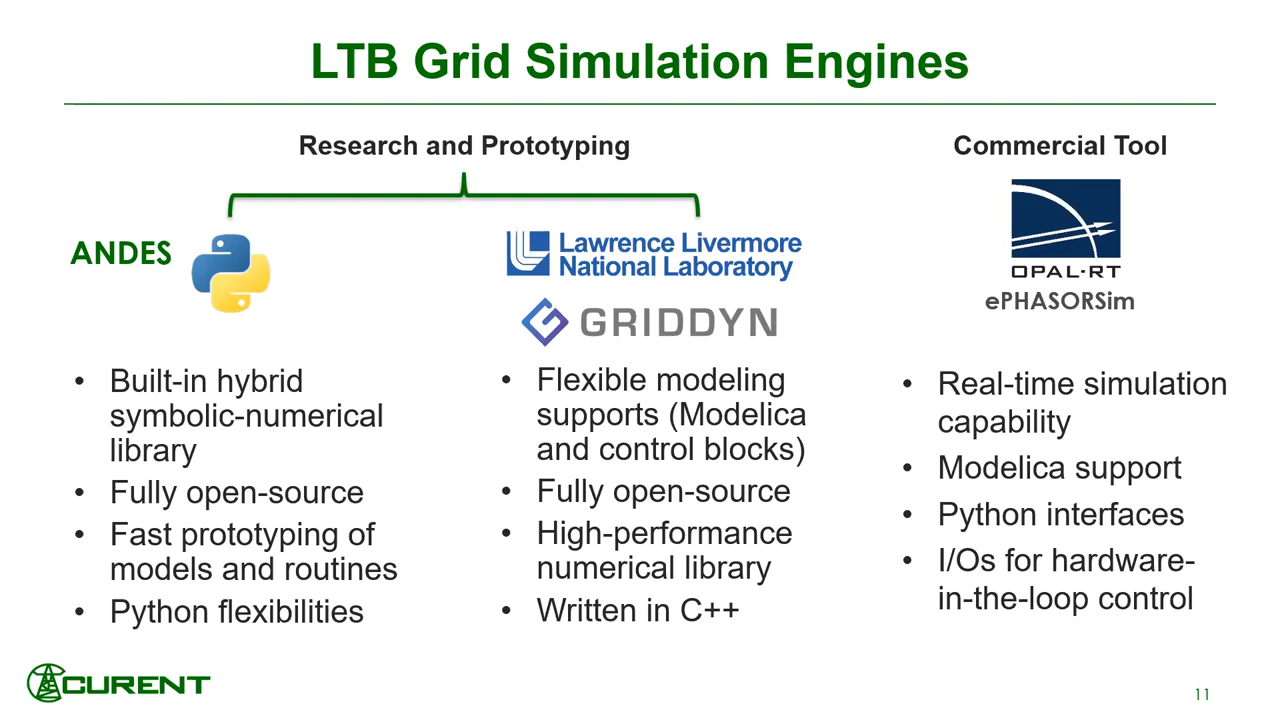 LTB Grid Simulation Engines
Research and Prototyping
Commercial Tool
ANDES
Lawrence Livermore
National Laboratory
GRIDDYN
OPAL-RT
ePHASORSim
• Built-in hybrid
symbolic-numerical
library
• Fully open-source
• Fast prototyping of
models and routines
• Python flexibilities
• Flexible modeling
supports (Modelica
and control blocks)
• Fully open-source
• High-performance
numerical library
• Written in C++
• Real-time simulation
capability
• Modelica support
• Python interfaces
• I/Os for hardware-
in-the-loop control
CURENT
11